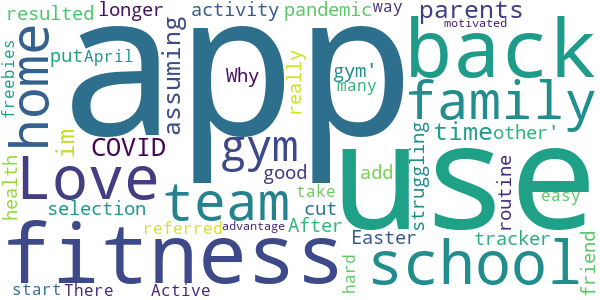 resulted longer activity pandemic way parents motivated
freebies home put April assuming app Why really gym' many back
im COVID gym good time other' family
health Love team take add struggling use routine easy
selection referred advantage After cut Easter tracker
fitness hard school friend
start There Active